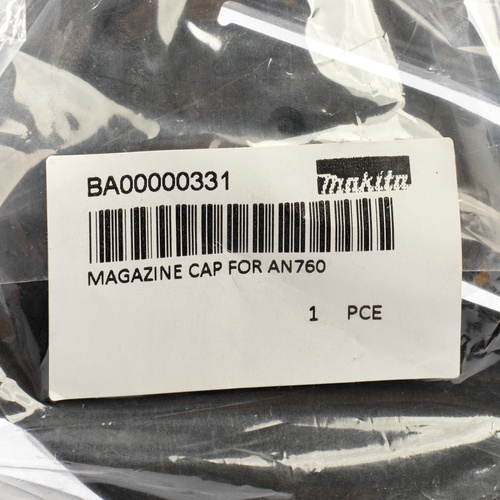 BA00000331
makita
MAGAZINE CAP FOR AN760
1 PCE